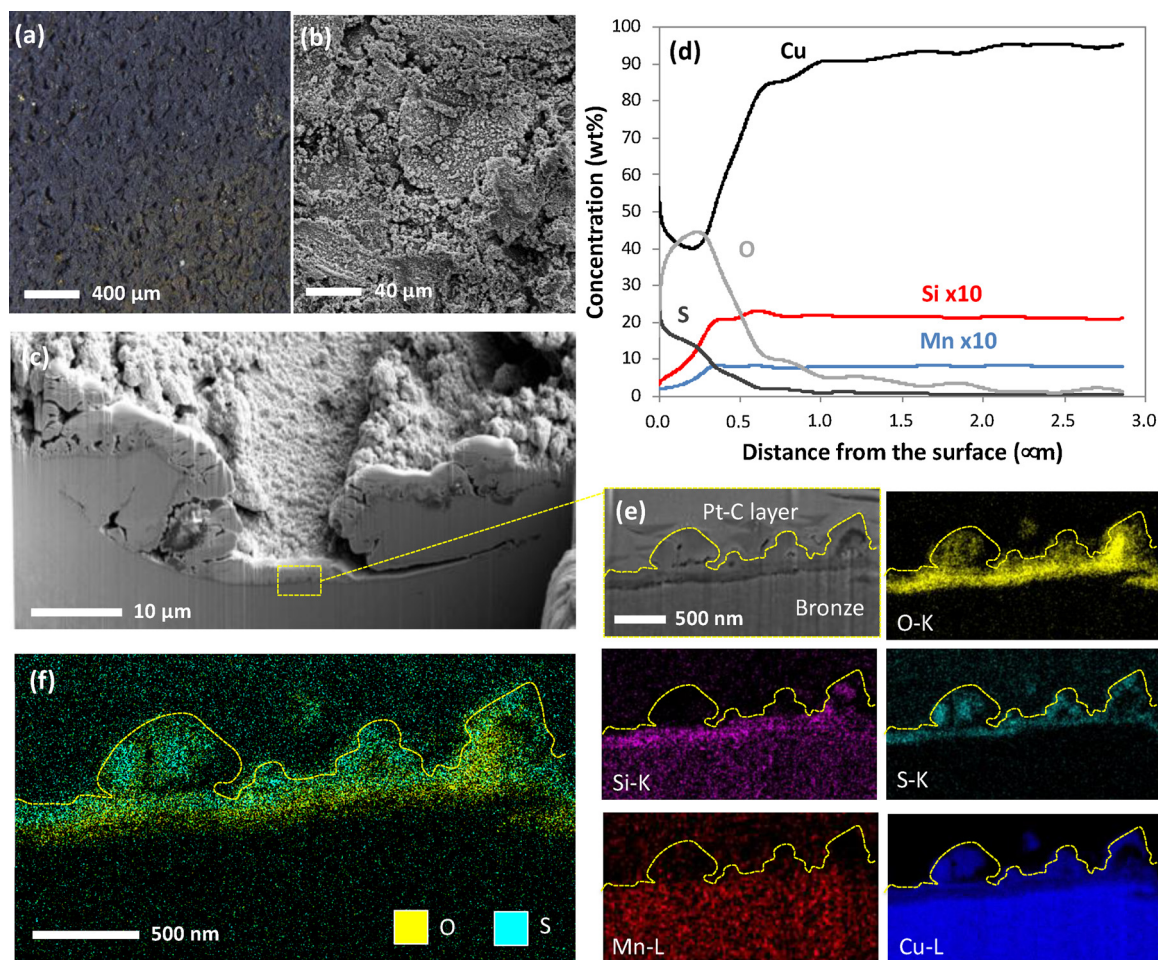 (a)
400 µm
(b)
40 µm
(c)
10 µm
(d)
Concentration (wt%)
100
90
80
70
60
50
40
30
20
10
0
Cu
O
S
Si x10
Mn x10
0.0 0.5 1.0 1.5 2.0 2.5 3.0
Distance from the surface (∝m)
(e)
Pt-C layer
Bronze
500 nm
O-K
Si-K
S-K
Mn-L
Cu-L
(f)
500 nm
O
S